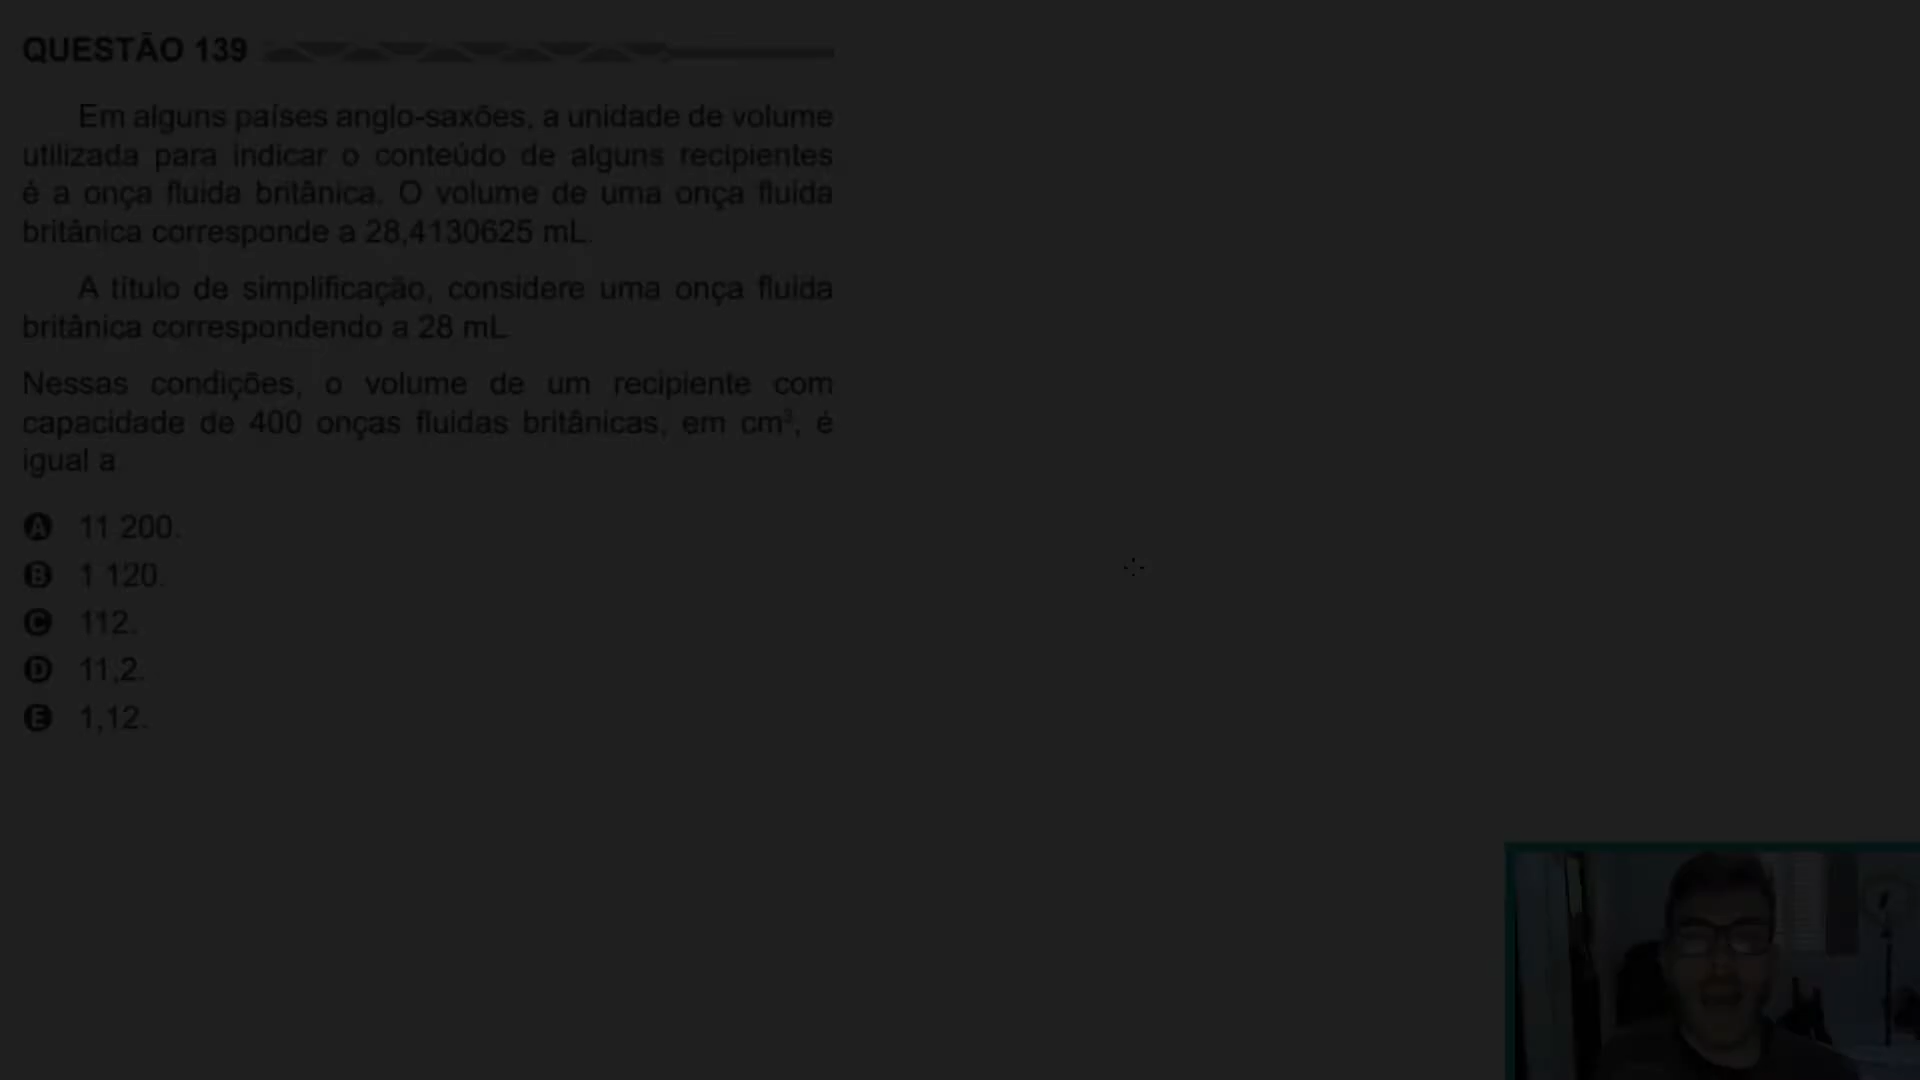 QUESTÃO 139
Em alguns países anglo-saxões, a unidade de volume
utilizada para indicar o conteúdo de alguns recipientes
é a onça fluida britânica. O volume de uma onça fluida
britânica corresponde a 28,4130625 mL.
A título de simplificação, considere uma onça fluida
britânica correspondendo a 28 mL.
Nessas condições, o volume de um recipiente com
capacidade de 400 onças fluidas britânicas, em cm³, é
igual a
A 11 200.
B 1 120.
C 112.
D 11,2.
E 1,12.